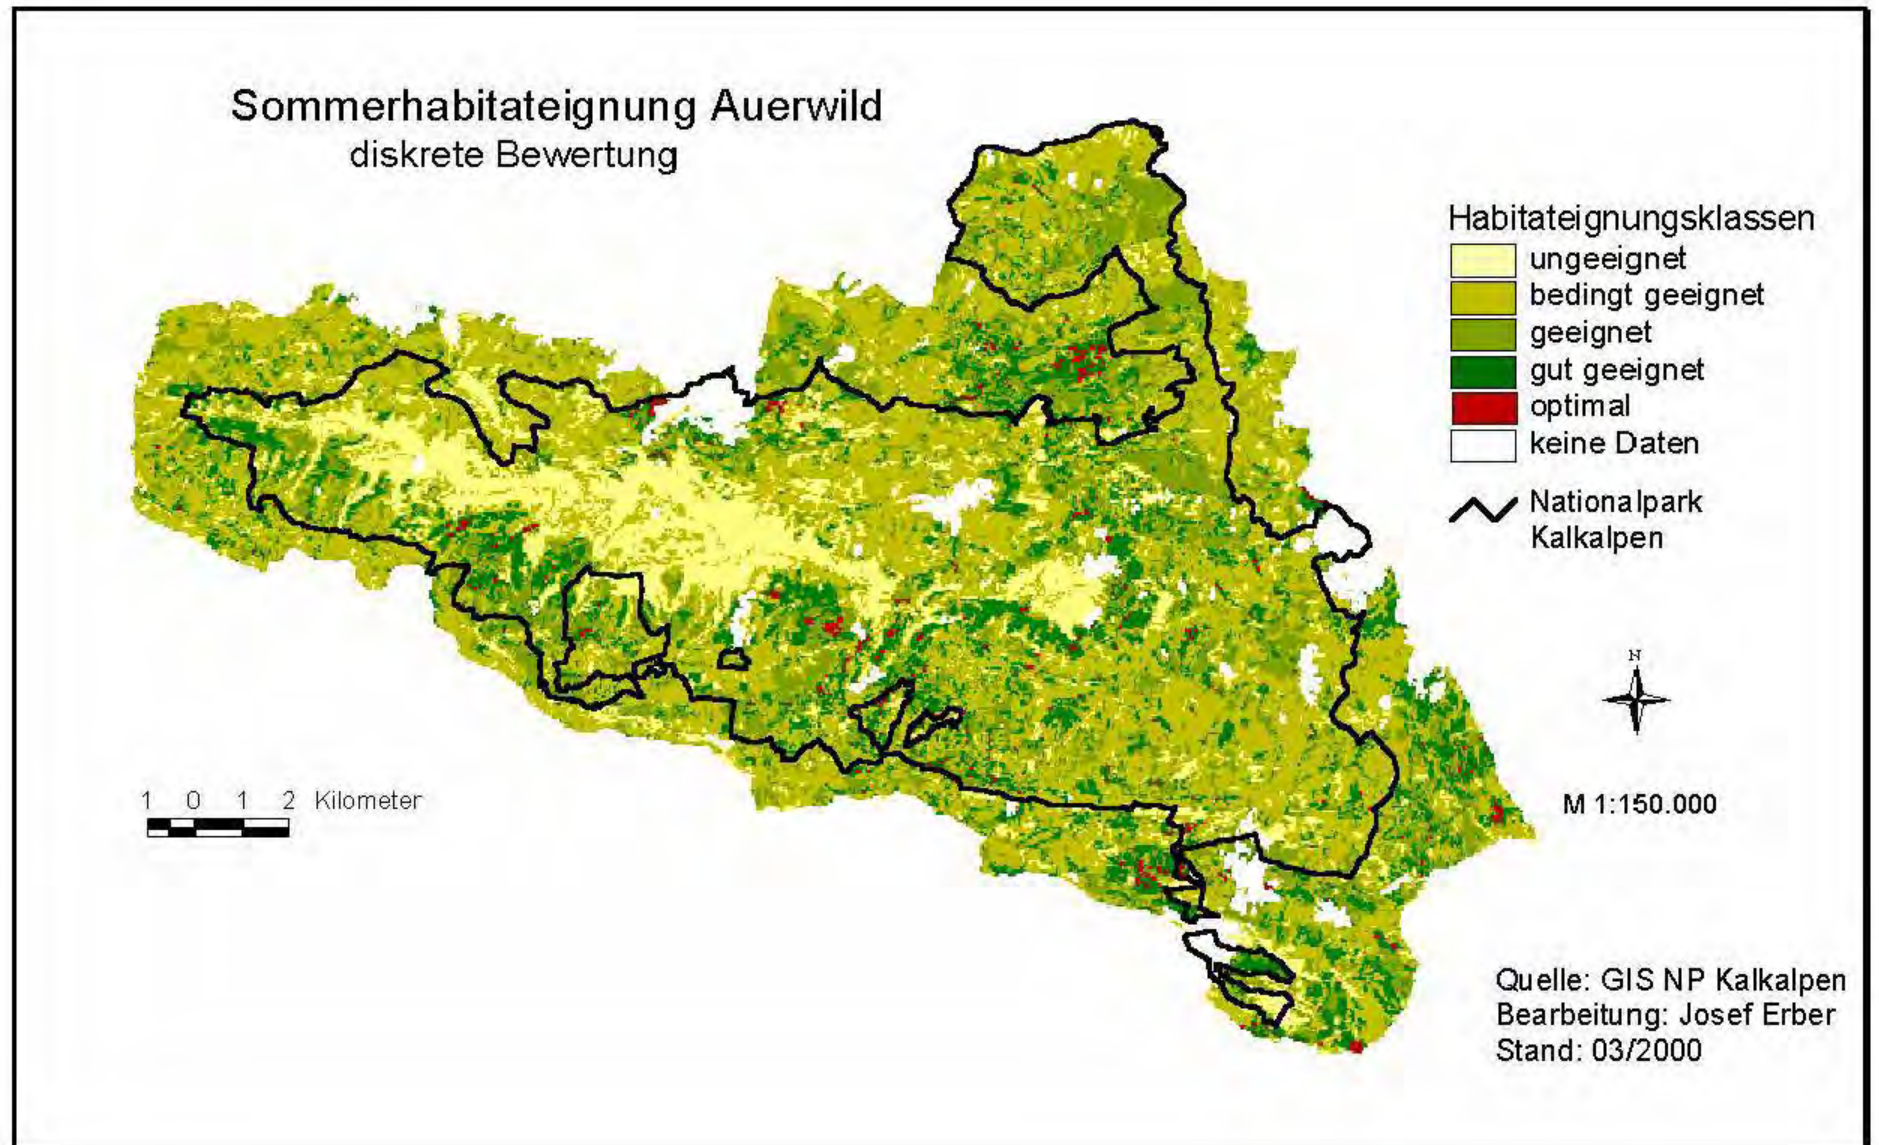 Sommerhabitateignung Auerwild
diskrete Bewertung
Habitateignungsklassen
ungeeignet
bedingt geeignet
geeignet
gut geeignet
optimal
keine Daten
Nationalpark
Kalkalpen
N
1 0 1 2 Kilometer
M 1:150.000
Quelle: GIS NP Kalkalpen
Bearbeitung: Josef Erber
Stand: 03/2000